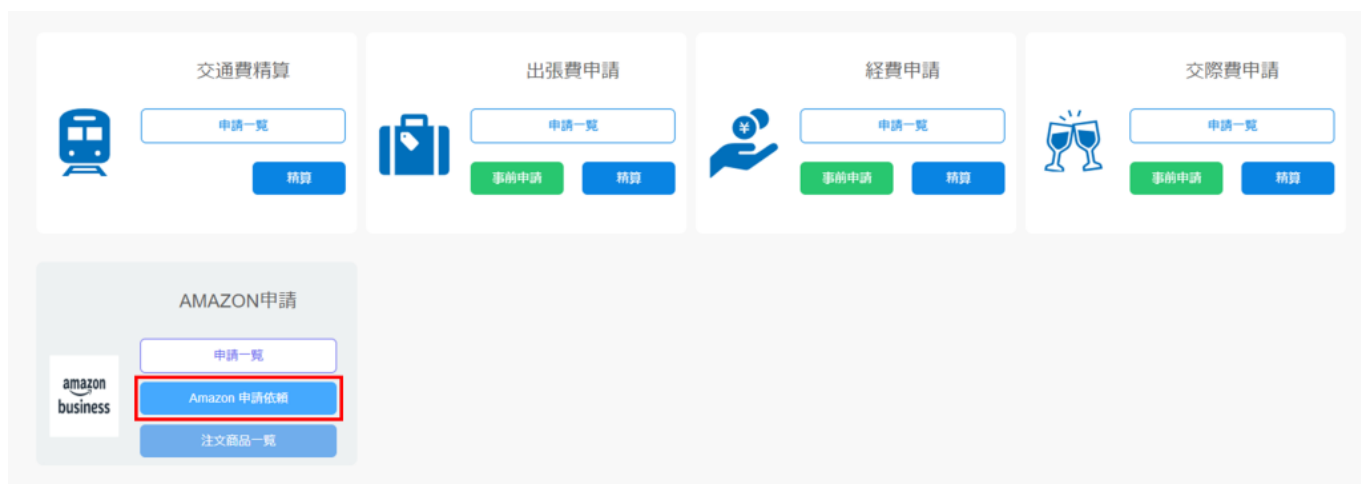 交通費精算
申請一覧
精算
出張費申請
申請一覧
事前申請
精算
¥
経費申請
申請一覧
事前申請
精算
交際費申請
申請一覧
事前申請
精算
AMAZON申請
amazon
business
申請一覧
Amazon 申請依頼
注文商品一覧